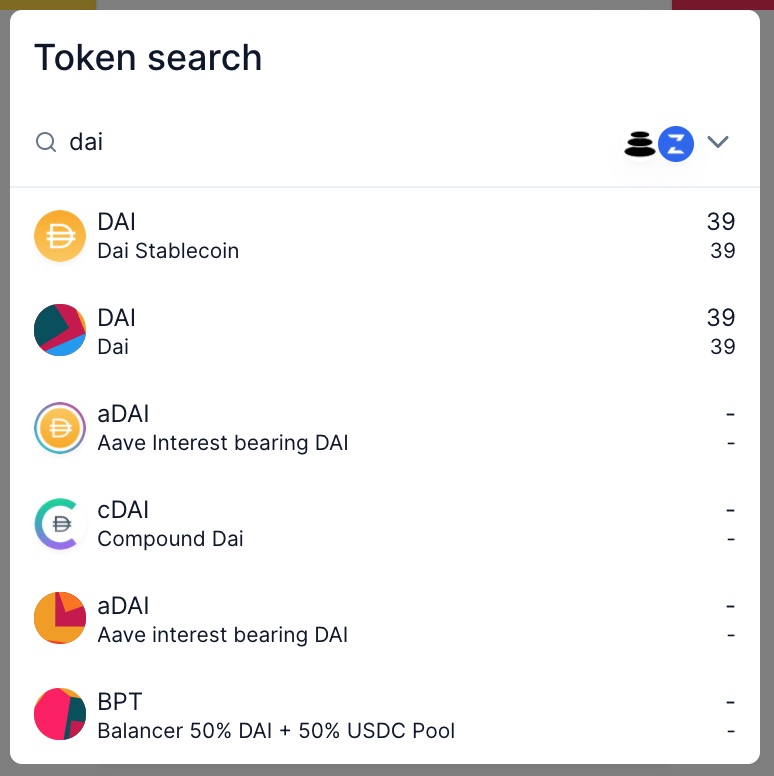 Token search
dai
DAI 39
Dai Stablecoin 39
DAI 39
Dai 39
aDAI -
Aave Interest bearing DAI -
cDAI -
Compound Dai -
aDAI -
Aave interest bearing DAI -
BPT -
Balancer 50% DAI + 50% USDC Pool -